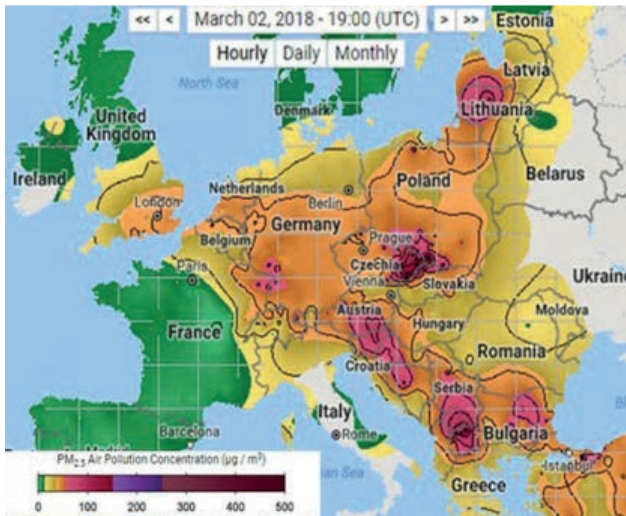 << < March 02, 2018 - 19:00 (UTC) > >>
Hourly Daily Monthly
Estonia
North Sea
Latvia
Denmark
Lithuania
United
Kingdom
Ireland
Netherlands
Poland
Belarus
London
Berlin
Germany
Belgium
Prague
Czechia
Paris
Vienna
Slovakia
Ukraine
Austria
Hungary
Moldova
France
Romania
Croatia
Serbia
Italy
Barcelona
Rome
Bulgaria
Istanbul
Greece
PM2.5 Air Pollution Concentration (µg / m³)
0 100 200 300 400 500